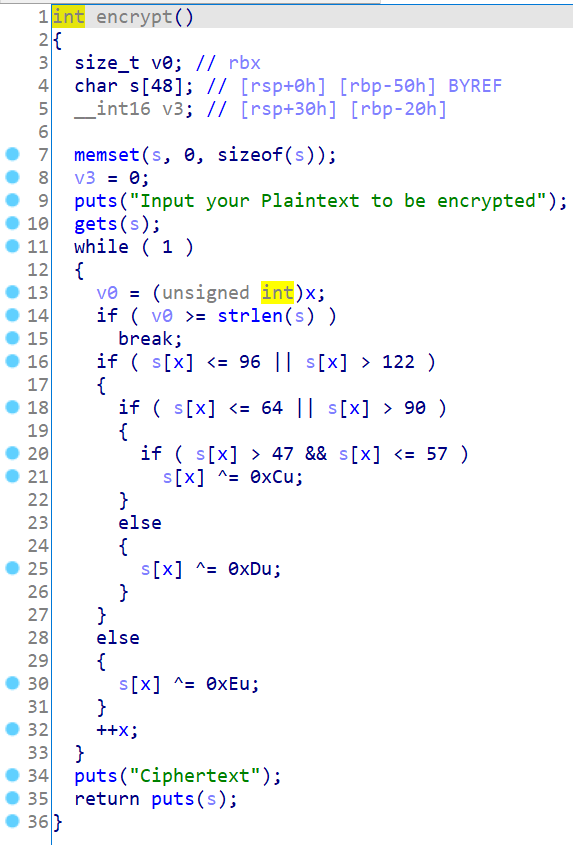 1 int encrypt()
2 {
3   size_t v0; // rbx
4   char s[48]; // [rsp+0h] [rbp-50h] BYREF
5   __int16 v3; // [rsp+30h] [rbp-20h]
6
7   memset(s, 0, sizeof(s));
8   v3 = 0;
9   puts("Input your Plaintext to be encrypted");
10   gets(s);
11   while ( 1 )
12   {
13     v0 = (unsigned int)x;
14     if ( v0 >= strlen(s) )
15       break;
16     if ( s[x] <= 96 || s[x] > 122 )
17     {
18       if ( s[x] <= 64 || s[x] > 90 )
19       {
20         if ( s[x] > 47 && s[x] <= 57 )
21           s[x] ^= 0xCu;
22       }
23       else
24       {
25         s[x] ^= 0xDu;
26       }
27     }
28     else
29     {
30       s[x] ^= 0xEu;
31     }
32     ++x;
33   }
34   puts("Ciphertext");
35   return puts(s);
36 }